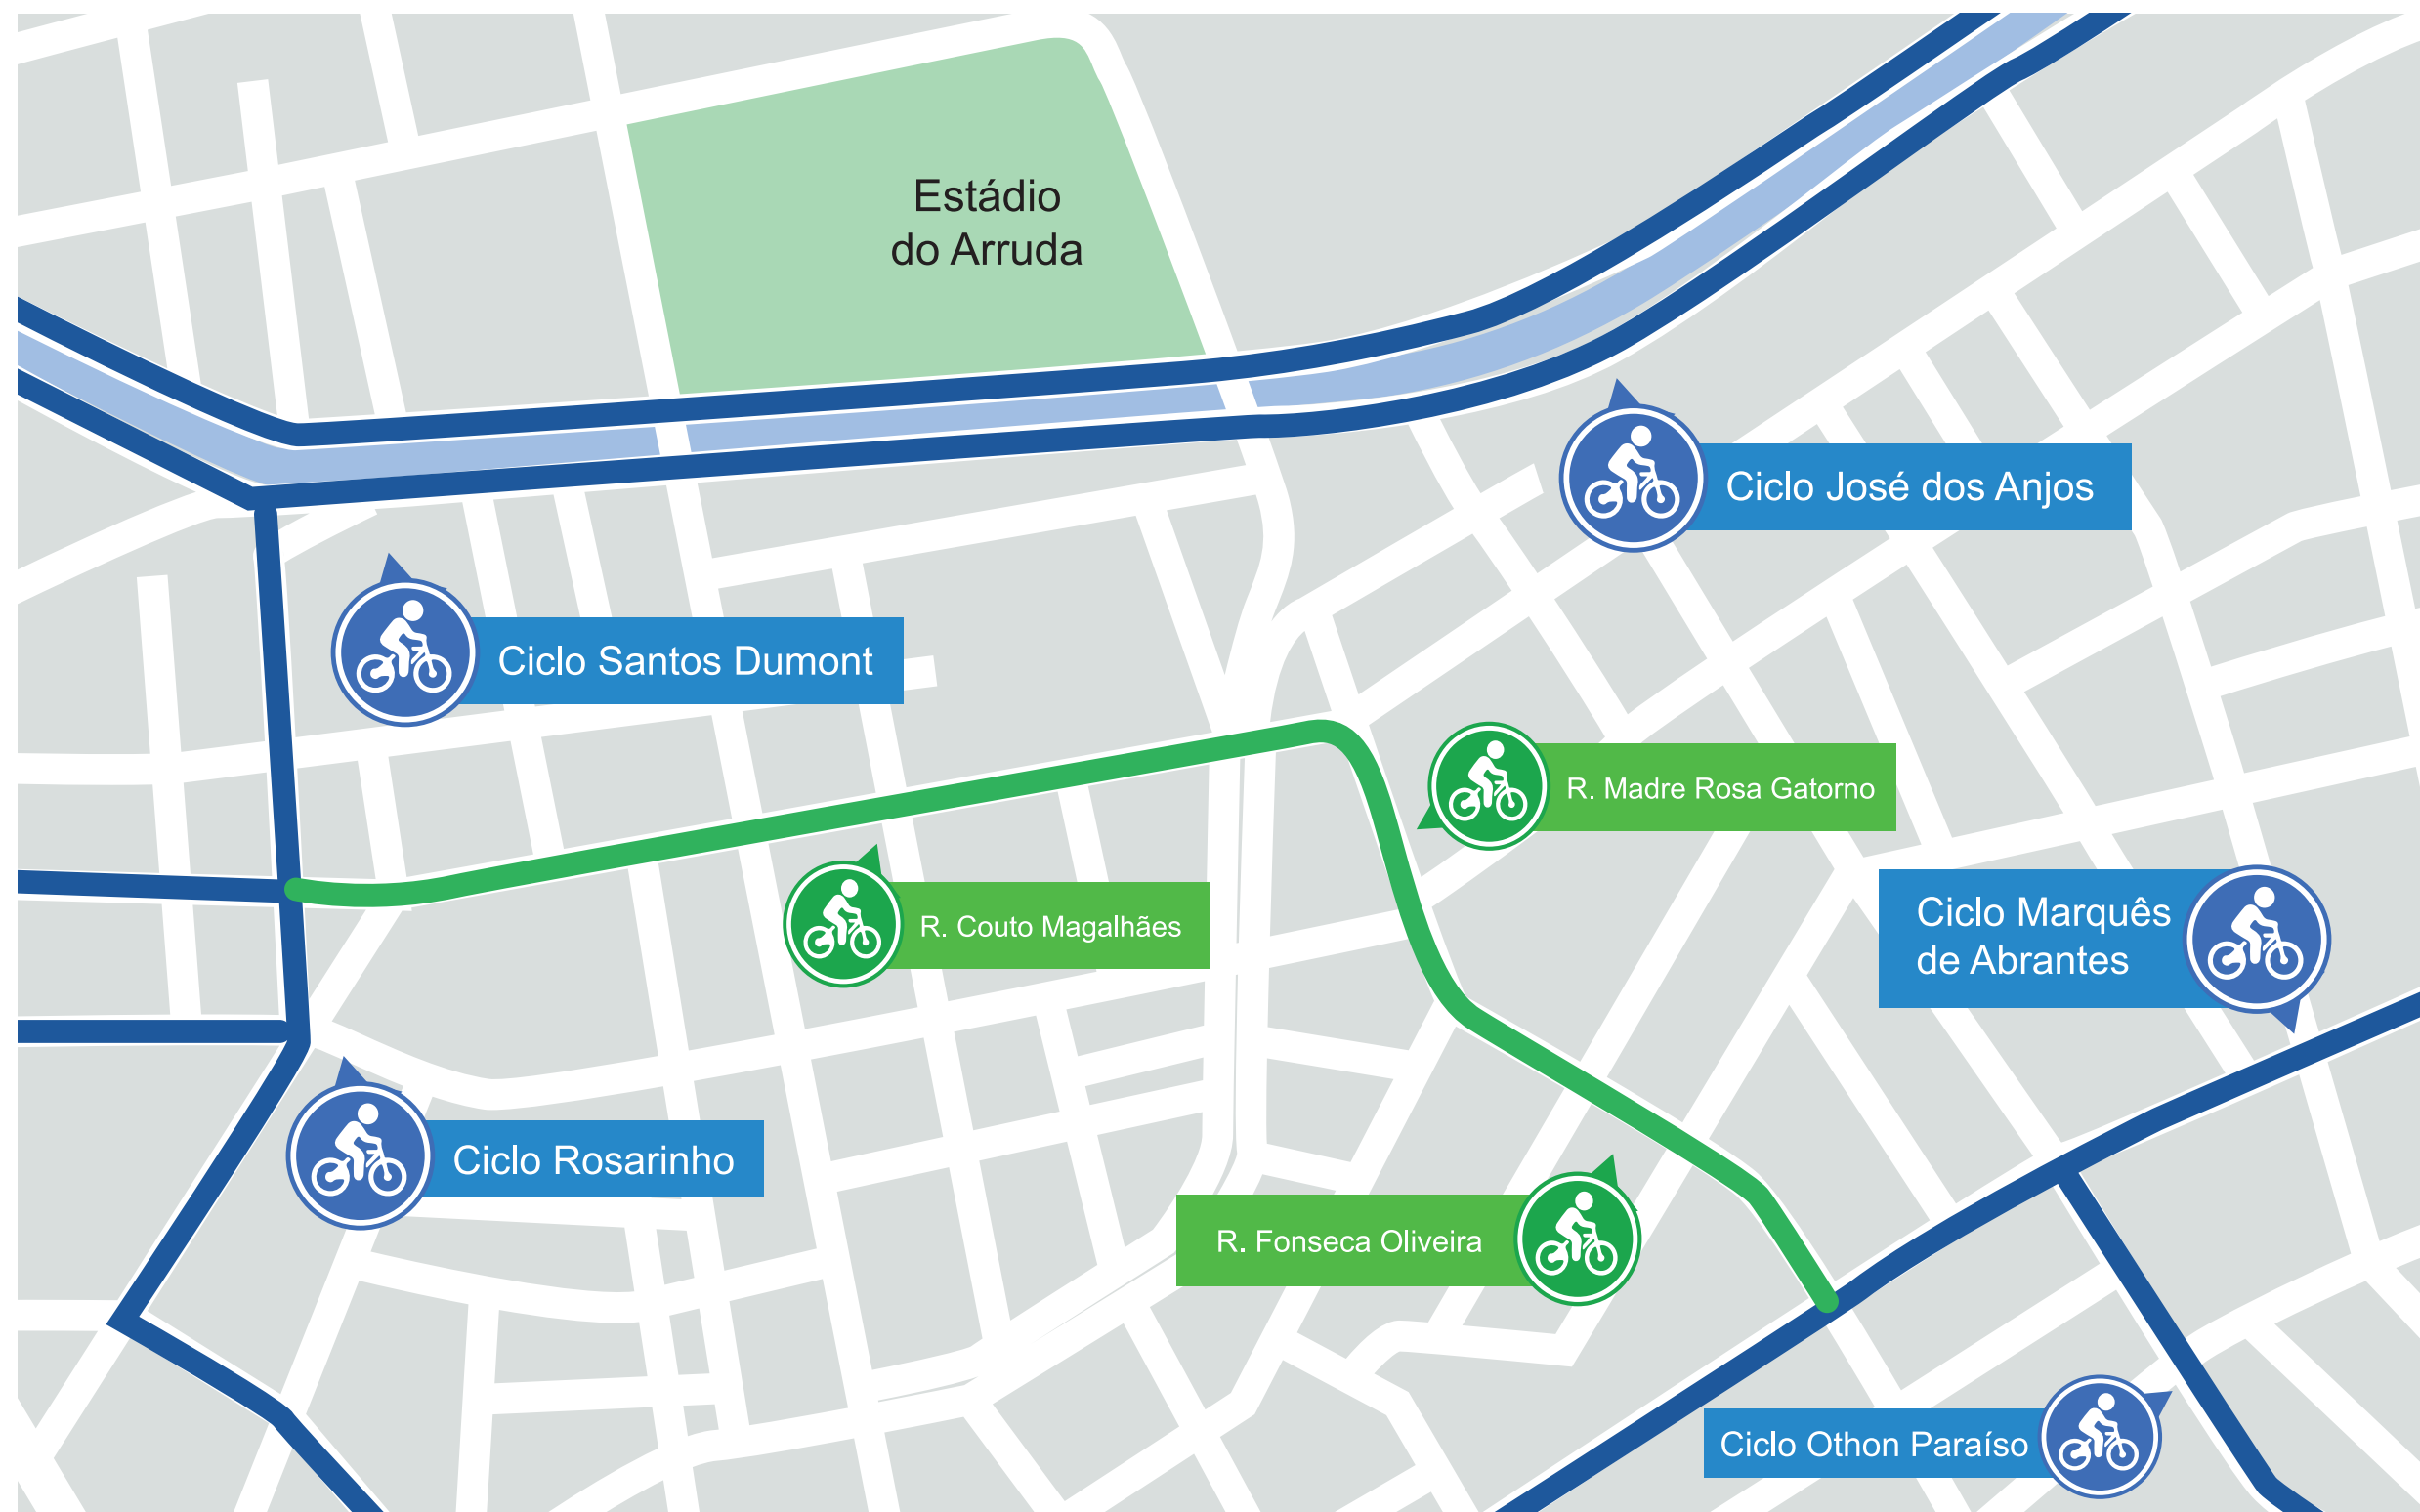 Estádio
do Arruda
Ciclo José dos Anjos
Ciclo Santos Dumont
R. Madre Rosa Gatorno
R. Couto Magalhães
Ciclo Marquês
de Abrantes
Ciclo Rosarinho
R. Fonseca Oliveira
Ciclo Othon Paraíso